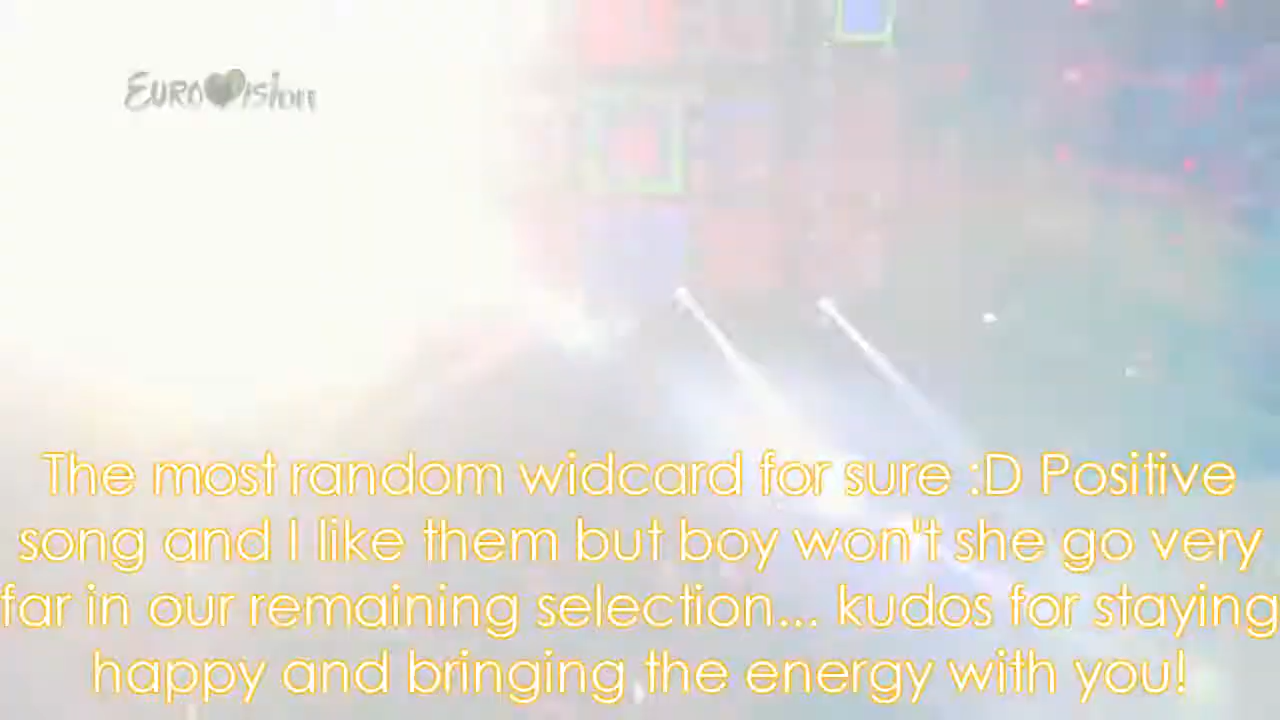 EUROVISION
The most random widcard for sure :D Positive
song and I like them but boy won't she go very
far in our remaining selection... kudos for staying
happy and bringing the energy with you!